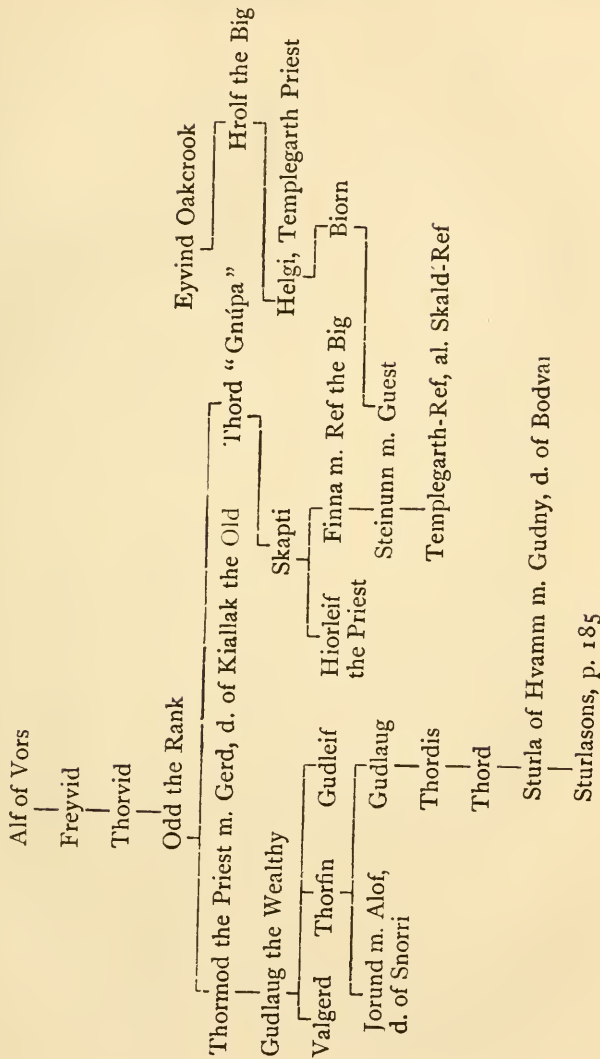 Alf of Vors
Freyvid
Thorvid
Odd the Rank
Eyvind Oakcrook
Thormod the Priest m. Gerd, d. of Kiallak the Old
Thord "Gnúpa"
Hrolf the Big
Gudlaug the Wealthy
Skapti
Helgi, Templegarth Priest
Valgerd
Thorfin
Gudleif
Hiorleif
the Priest
Finna m. Ref the Big
Biorn
Jorund m. Alof,
d. of Snorri
Gudlaug
Steinunn m. Guest
Thordis
Templegarth-Ref, al. Skald-Ref
Thord
Sturla of Hvamm m. Gudny, d. of Bodvar
Sturlasons, p. 185